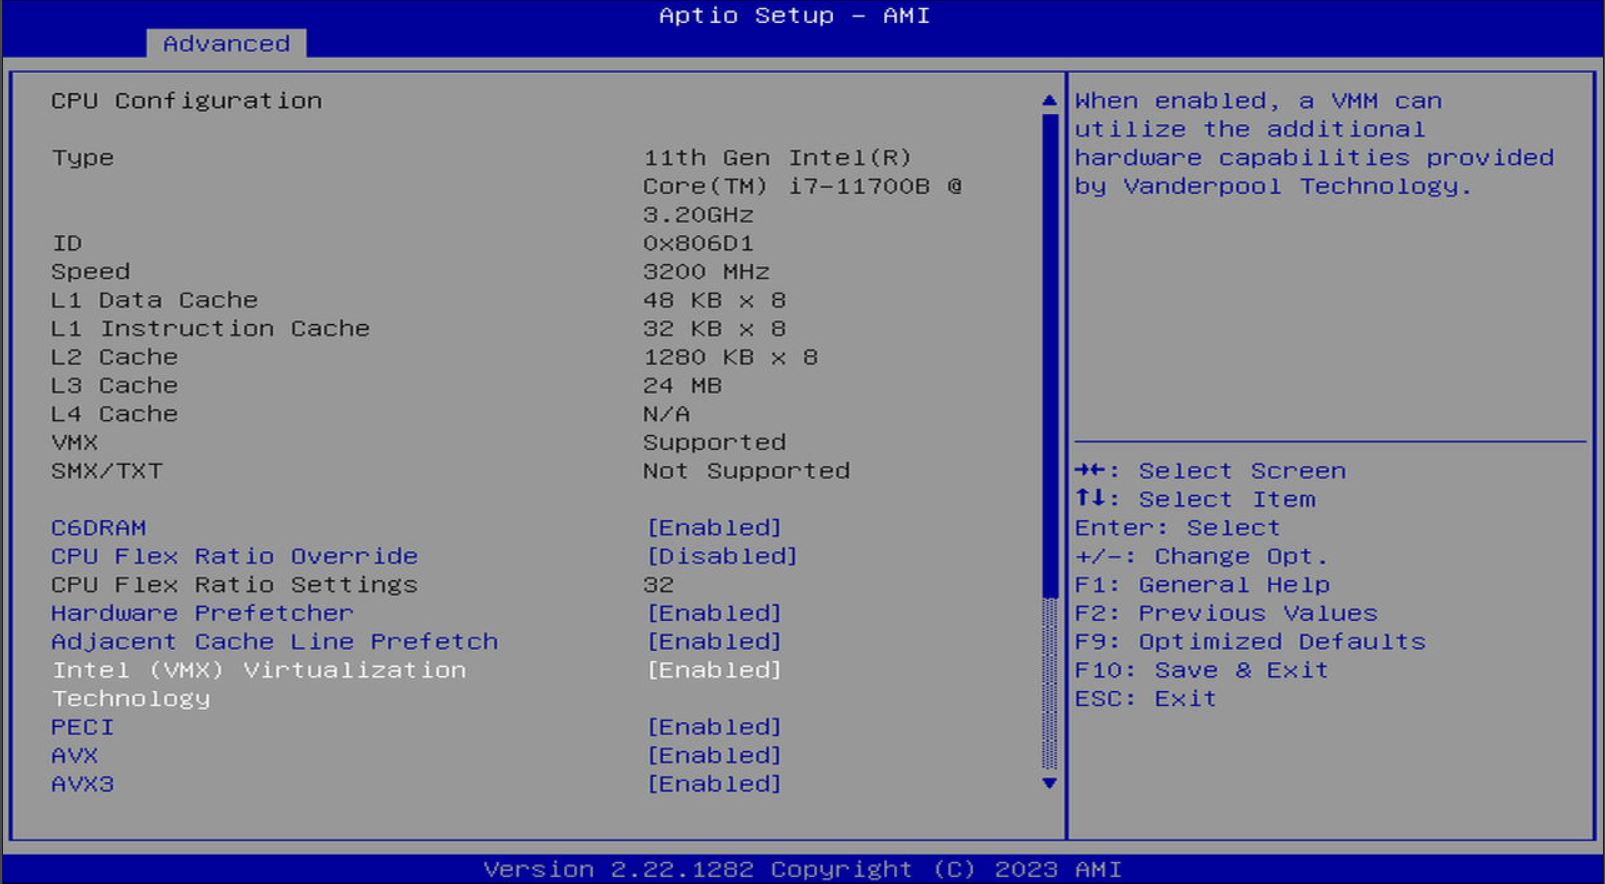 Aptio Setup – AMI
Advanced
CPU Configuration
Type 11th Gen Intel(R)
Core(TM) i7-11700B @
3.20GHz
ID 0x806D1
Speed 3200 MHz
L1 Data Cache 48 KB x 8
L1 Instruction Cache 32 KB x 8
L2 Cache 1280 KB x 8
L3 Cache 24 MB
L4 Cache N/A
VMX Supported
SMX/TXT Not Supported
C6DRAM [Enabled]
CPU Flex Ratio Override [Disabled]
CPU Flex Ratio Settings 32
Hardware Prefetcher [Enabled]
Adjacent Cache Line Prefetch [Enabled]
Intel (VMX) Virtualization [Enabled]
Technology
PECI [Enabled]
AVX [Enabled]
AVX3 [Enabled]
When enabled, a VMM can
utilize the additional
hardware capabilities provided
by Vanderpool Technology.
→←: Select Screen
↑↓: Select Item
Enter: Select
+/-: Change Opt.
F1: General Help
F2: Previous Values
F9: Optimized Defaults
F10: Save & Exit
ESC: Exit
Version 2.22.1282 Copyright (C) 2023 AMI